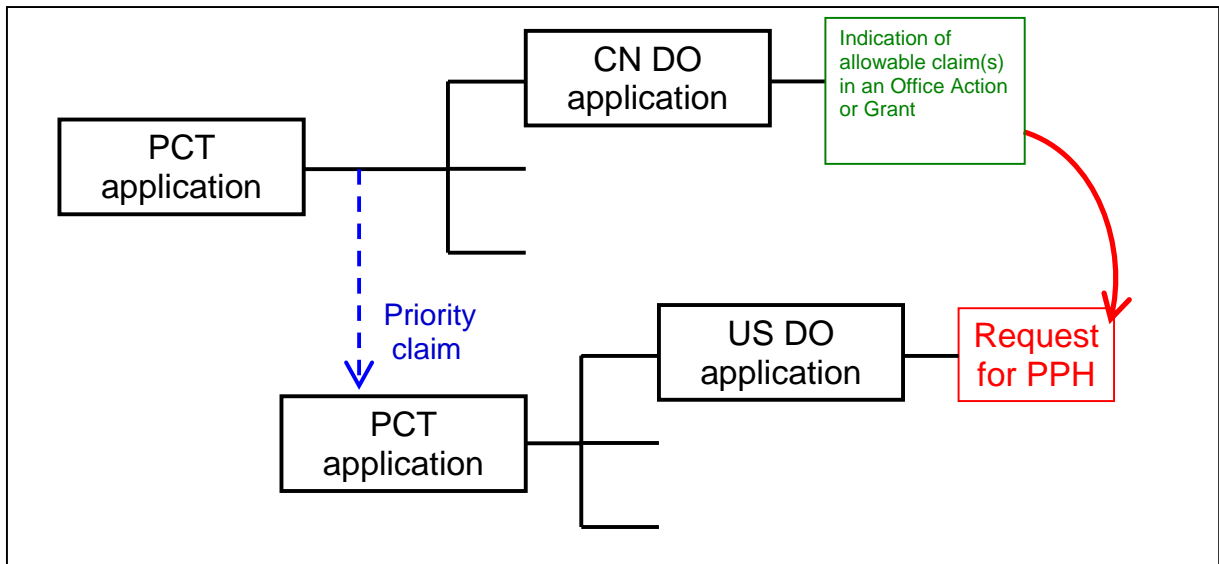 CN DO
application
Indication of
allowable claim(s)
in an Office Action
or Grant
PCT
application
Priority
claim
US DO
application
Request
for PPH
PCT
application